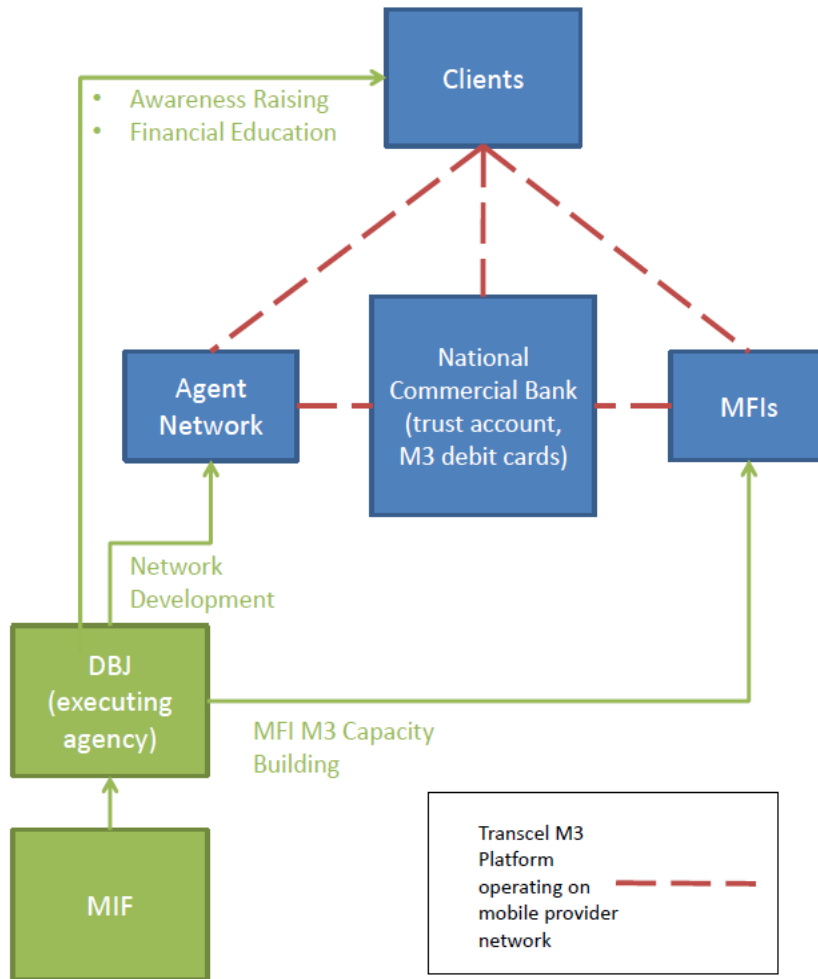 Clients
• Awareness Raising
• Financial Education
Agent
Network
National
Commercial Bank
(trust account,
M3 debit cards)
MFIs
Network
Development
DBJ
(executing
agency)
MFI M3 Capacity
Building
MIF
Transcel M3
Platform
operating on
mobile provider
network